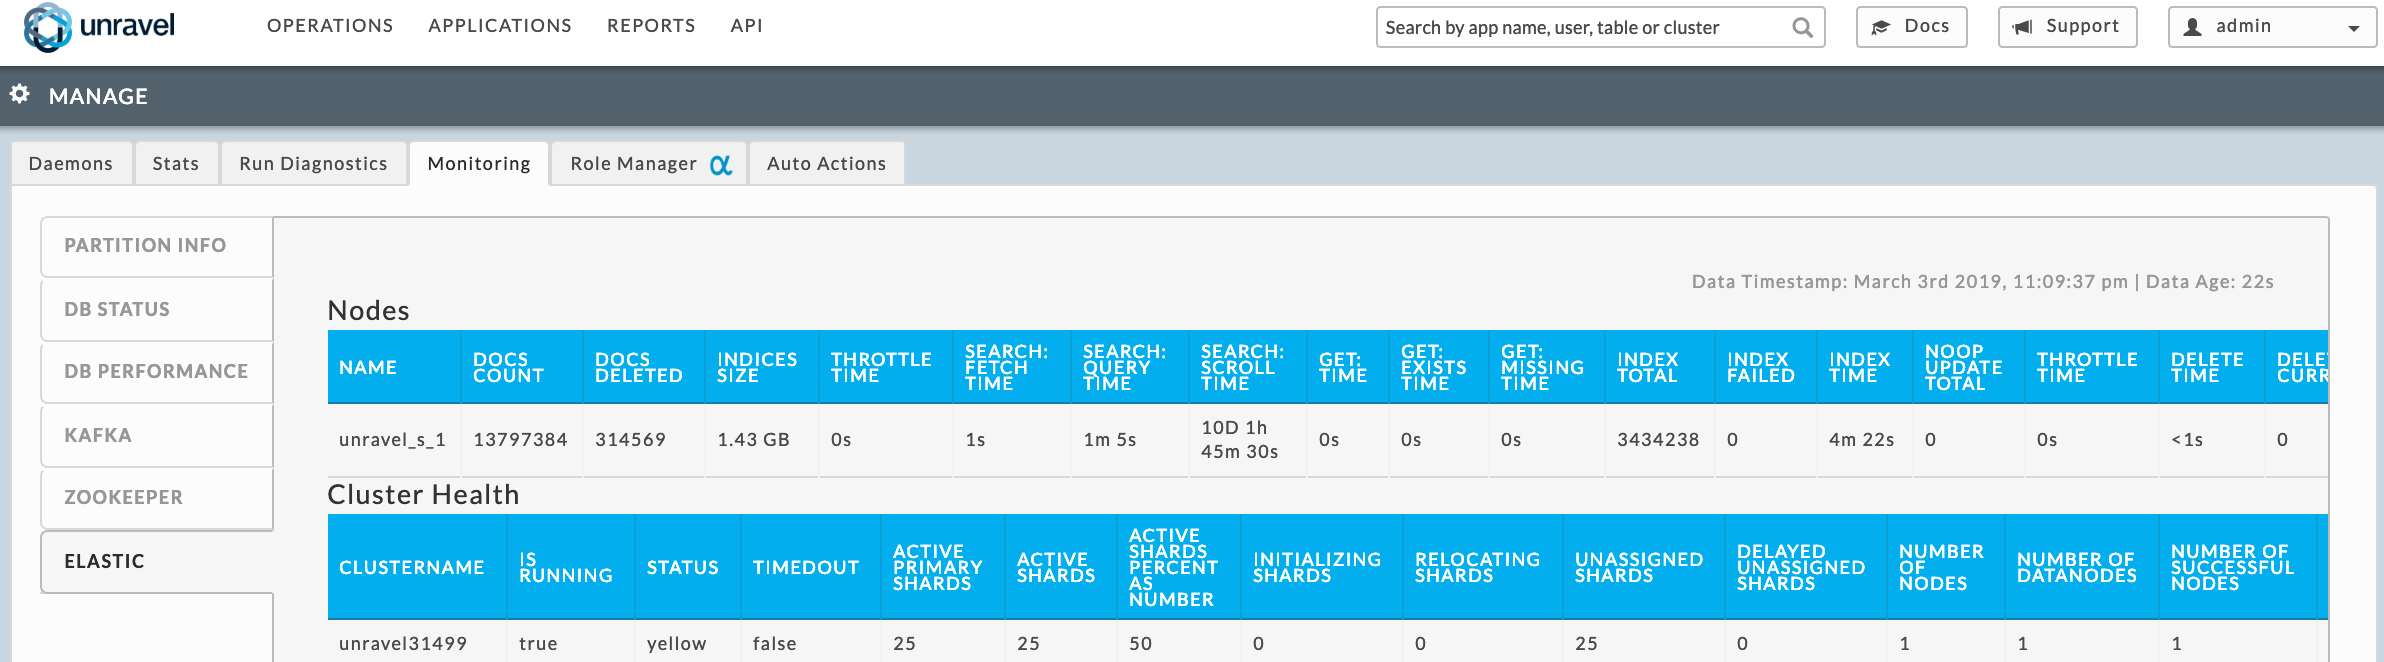 unravel OPERATIONS APPLICATIONS REPORTS API Search by app name, user, table or cluster Docs Support admin
MANAGE
Daemons Stats Run Diagnostics Monitoring Role Manager α Auto Actions
PARTITION INFO
DB STATUS
DB PERFORMANCE
KAFKA
ZOOKEEPER
ELASTIC
Data Timestamp: March 3rd 2019, 11:09:37 pm | Data Age: 22s
Nodes
NAME DOCS COUNT DOCS DELETED INDICES SIZE THROTTLE TIME SEARCH: FETCH TIME SEARCH: QUERY TIME SEARCH: SCROLL TIME GET: TIME GET: EXISTS TIME GET: MISSING TIME INDEX TOTAL INDEX FAILED INDEX TIME NOOP UPDATE TOTAL THROTTLE TIME DELETE TIME
unravel_s_1 13797384 314569 1.43 GB 0s 1s 1m 5s 10D 1h 45m 30s 0s 0s 0s 3434238 0 4m 22s 0 0s <1s 0
Cluster Health
CLUSTERNAME IS RUNNING STATUS TIMEDOUT ACTIVE PRIMARY SHARDS ACTIVE SHARDS ACTIVE SHARDS PERCENT AS NUMBER INITIALIZING SHARDS RELOCATING SHARDS UNASSIGNED SHARDS DELAYED UNASSIGNED SHARDS NUMBER OF NODES NUMBER OF DATANODES NUMBER OF SUCCESSFUL NODES
unravel31499 true yellow false 25 25 50 0 0 25 0 1 1 1